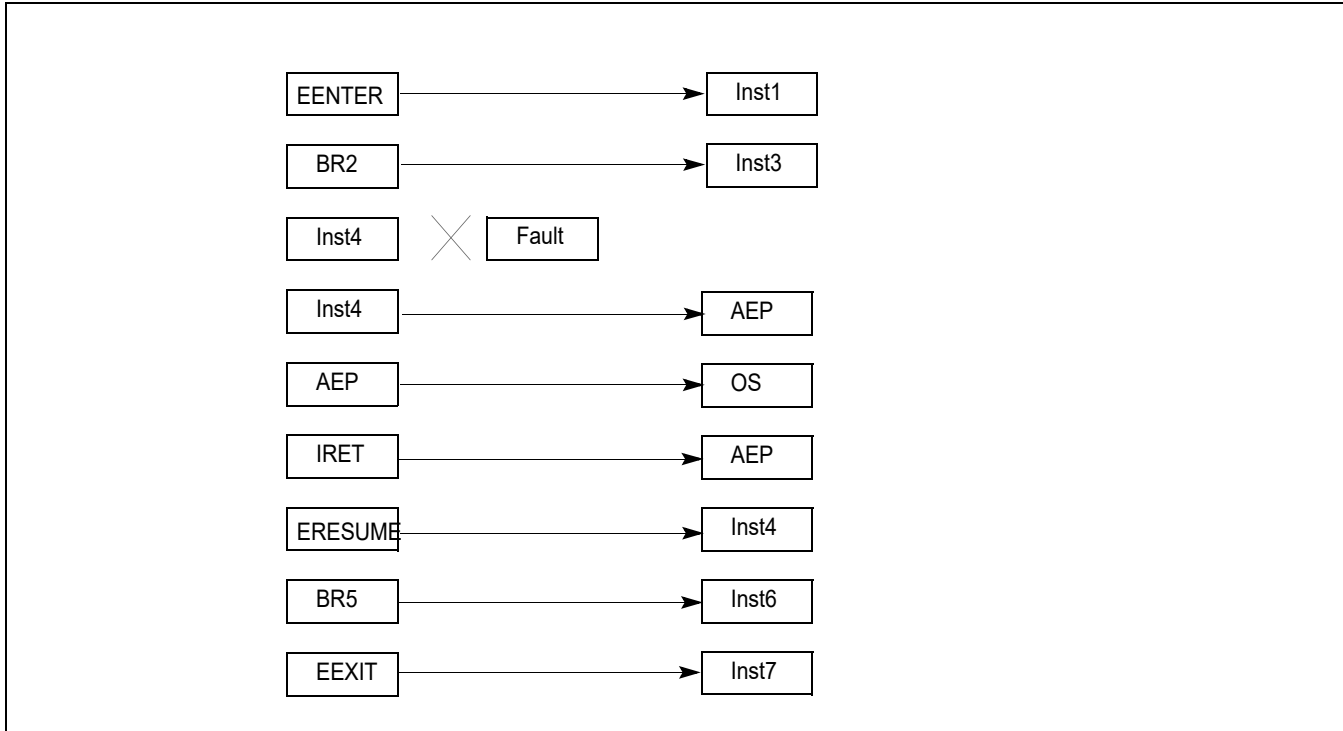 EENTER Inst1
BR2 Inst3
Inst4 Fault
Inst4 AEP
AEP OS
IRET AEP
ERESUME Inst4
BR5 Inst6
EEXIT Inst7